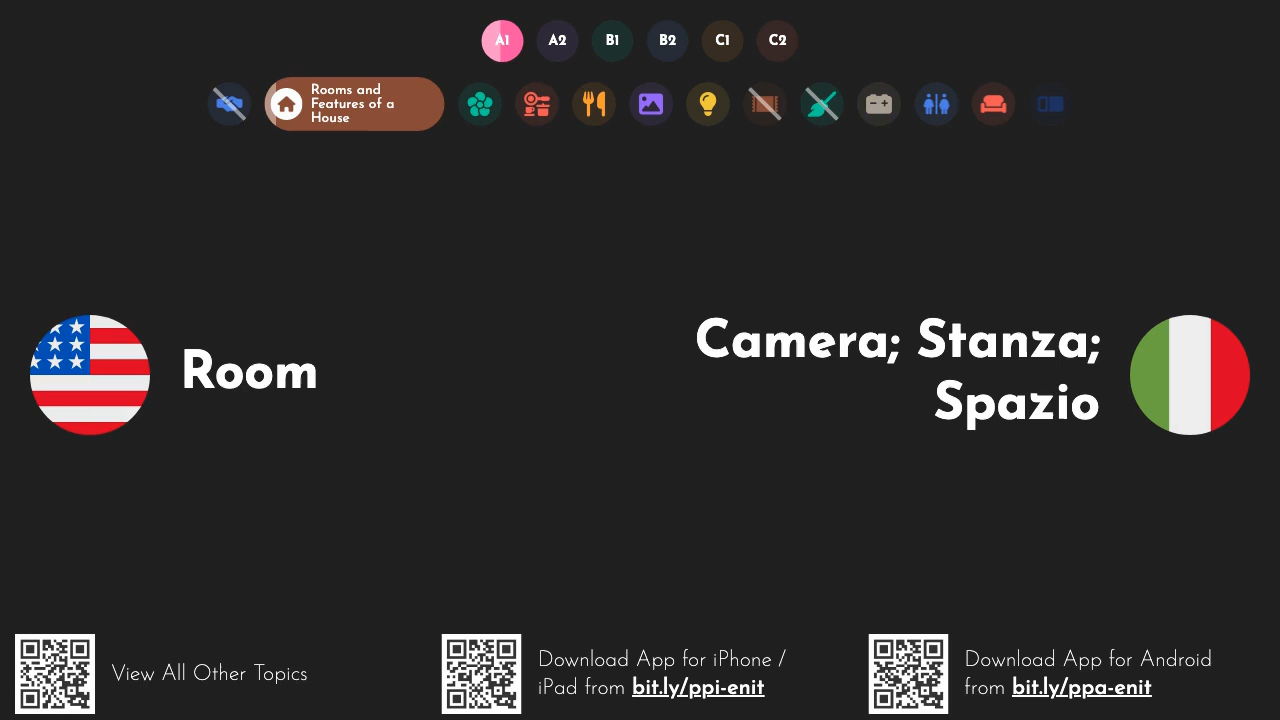 A1 A2 B1 B2 C1 C2
Rooms and
Features of a
House
Room
Camera; Stanza;
Spazio
View All Other Topics
Download App for iPhone /
iPad from bit.ly/ppi-enit
Download App for Android
from bit.ly/ppa-enit